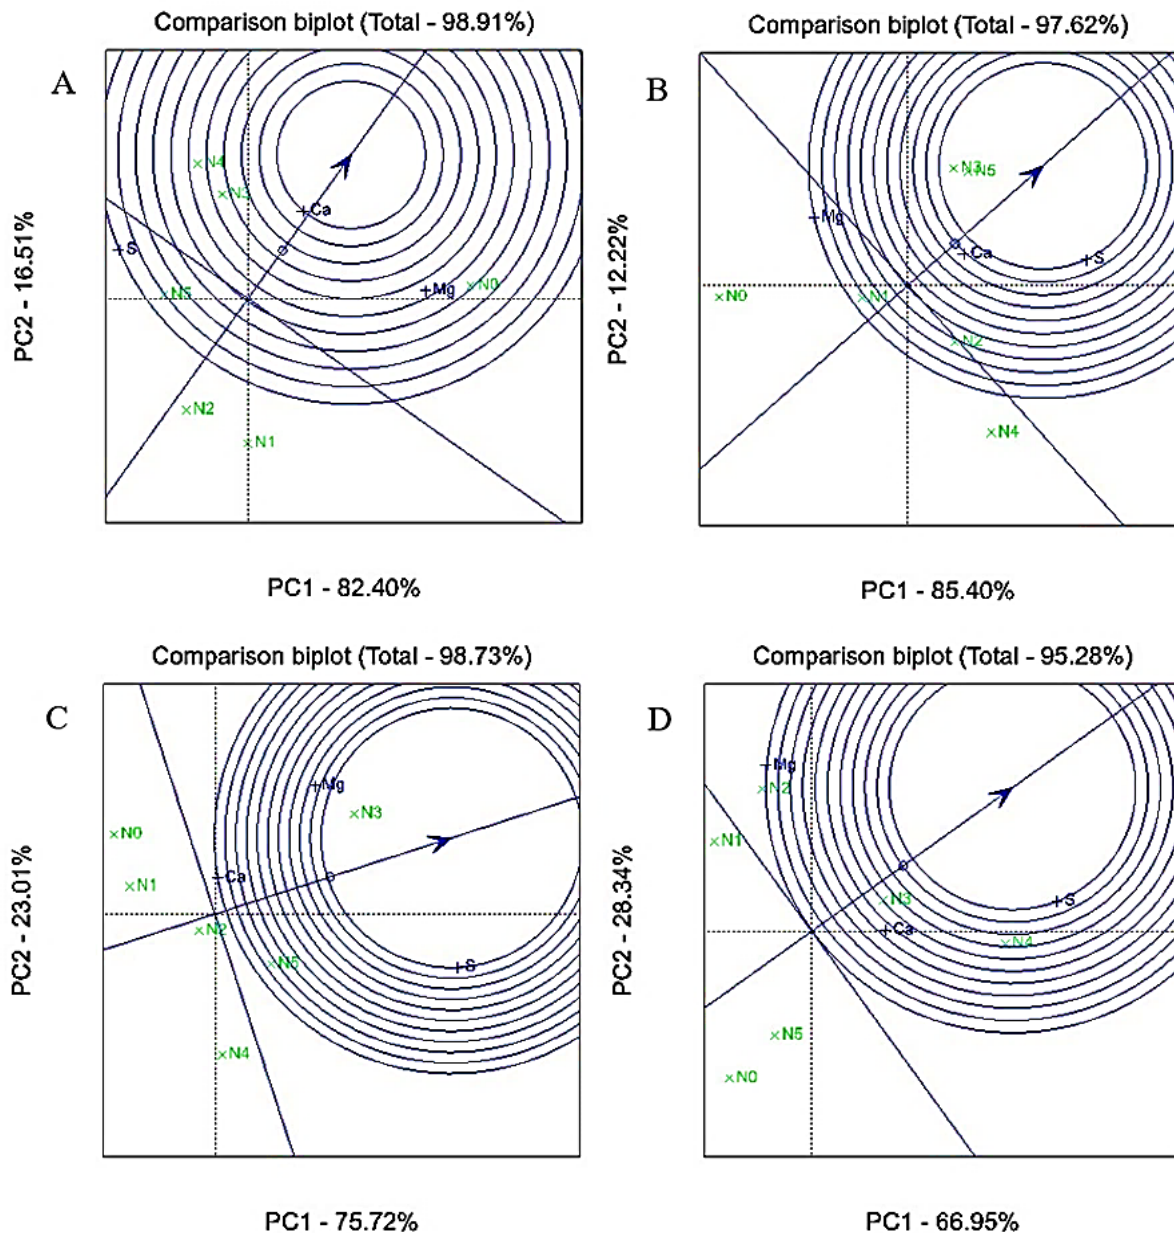 Comparison biplot (Total - 98.91%)
A
N4
N3
Ca
S
N5
Mg
N0
N2
N1
PC2 - 16.51%
PC1 - 82.40%
Comparison biplot (Total - 97.62%)
B
N3
N5
Mg
Ca
S
N0
N1
N2
N4
PC2 - 12.22%
PC1 - 85.40%
Comparison biplot (Total - 98.73%)
C
Mg
N3
N0
Ca
N1
N2
N5
S
N4
PC2 - 23.01%
PC1 - 75.72%
Comparison biplot (Total - 95.28%)
D
Mg
N2
N1
N3
S
Ca
N4
N5
N0
PC2 - 28.34%
PC1 - 66.95%